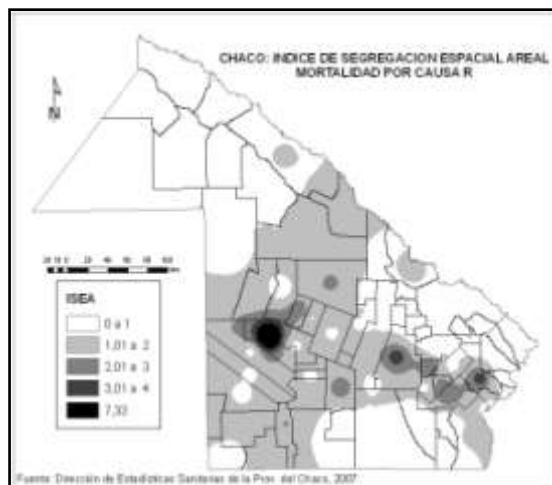 CHACO: INDICE DE SEGREGACION ESPACIAL AREAL
MORTALIDAD POR CAUSA R
N
ISEA
0 a 1
1,01 a 2
2,01 a 3
3,01 a 4
7,33
Fuente: Dirección de Estadísticas Sanitarias de la Prov. del Chaco, 2007